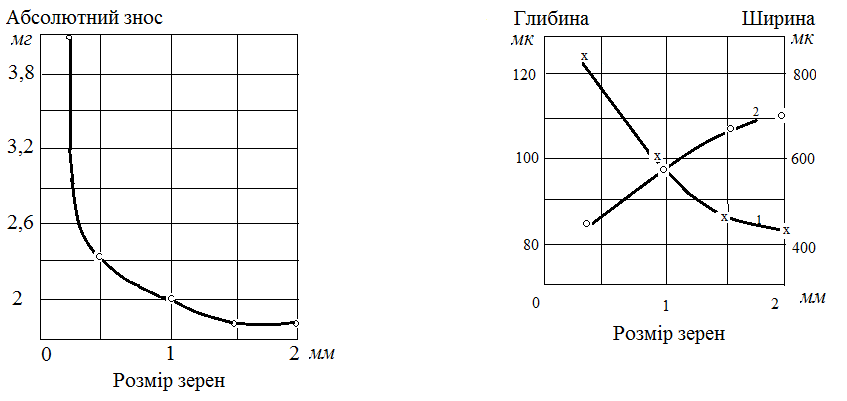 Абсолютний знос
мг
3,8
3,2
2,6
2
0 1 2 мм
Розмір зерен
Глибина Ширина
мк мк
120 800
2
100 600
1
80 400
0 1 2 мм
Розмір зерен